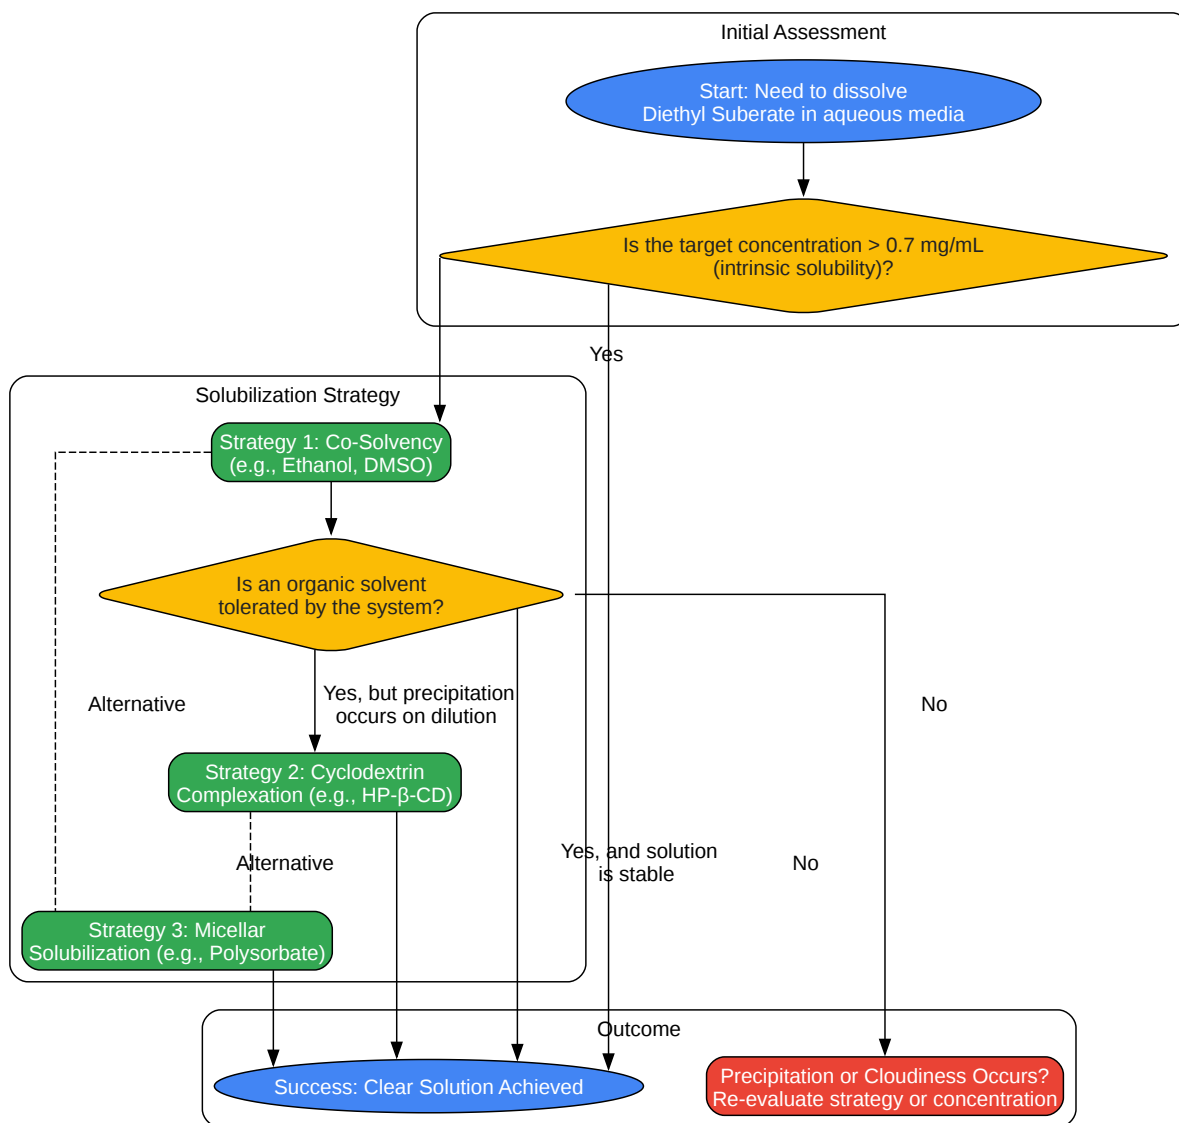 Initial Assessment
Start: Need to dissolve
Diethyl Suberate in aqueous media
Is the target concentration > 0.7 mg/mL
(intrinsic solubility)?
Yes
Solubilization Strategy
Strategy 1: Co-Solvency
(e.g., Ethanol, DMSO)
Is an organic solvent
tolerated by the system?
Alternative
Yes, but precipitation
occurs on dilution
No
Strategy 2: Cyclodextrin
Complexation (e.g., HP-β-CD)
Alternative
Yes, and solution
is stable
No
Strategy 3: Micellar
Solubilization (e.g., Polysorbate)
Outcome
Success: Clear Solution Achieved
Precipitation or Cloudiness Occurs?
Re-evaluate strategy or concentration